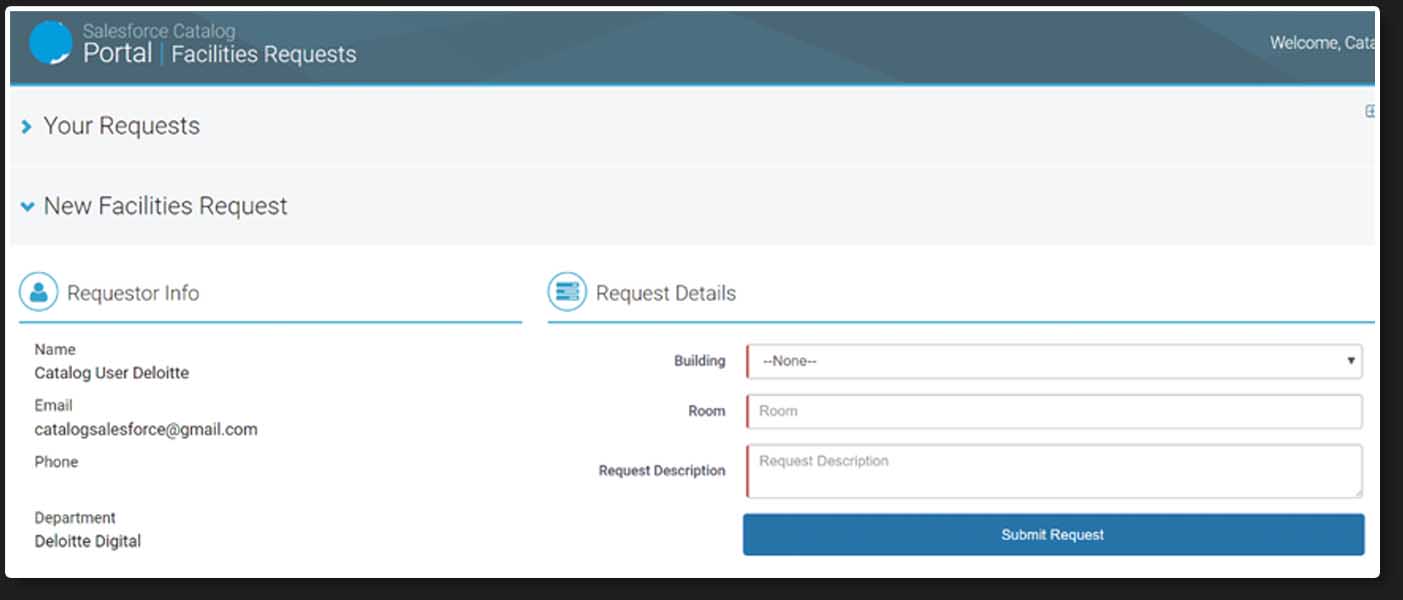 Salesforce Catalog
Portal | Facilities Requests
Welcome, Cata
Your Requests
New Facilities Request
Requestor Info
Name
Catalog User Deloitte
Email
catalogsalesforce@gmail.com
Phone
Department
Deloitte Digital
Request Details
Building --None--
Room Room
Request Description Request Description
Submit Request